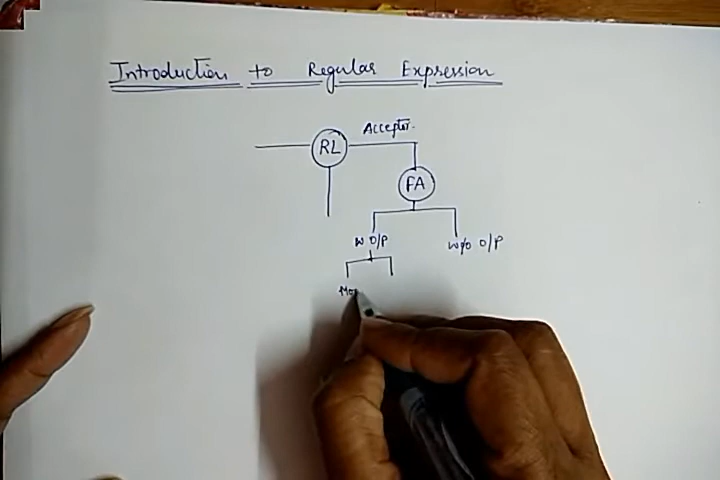 Introduction to Regular Expression
Acceptor.
RL
FA
W O/P
W/o O/P